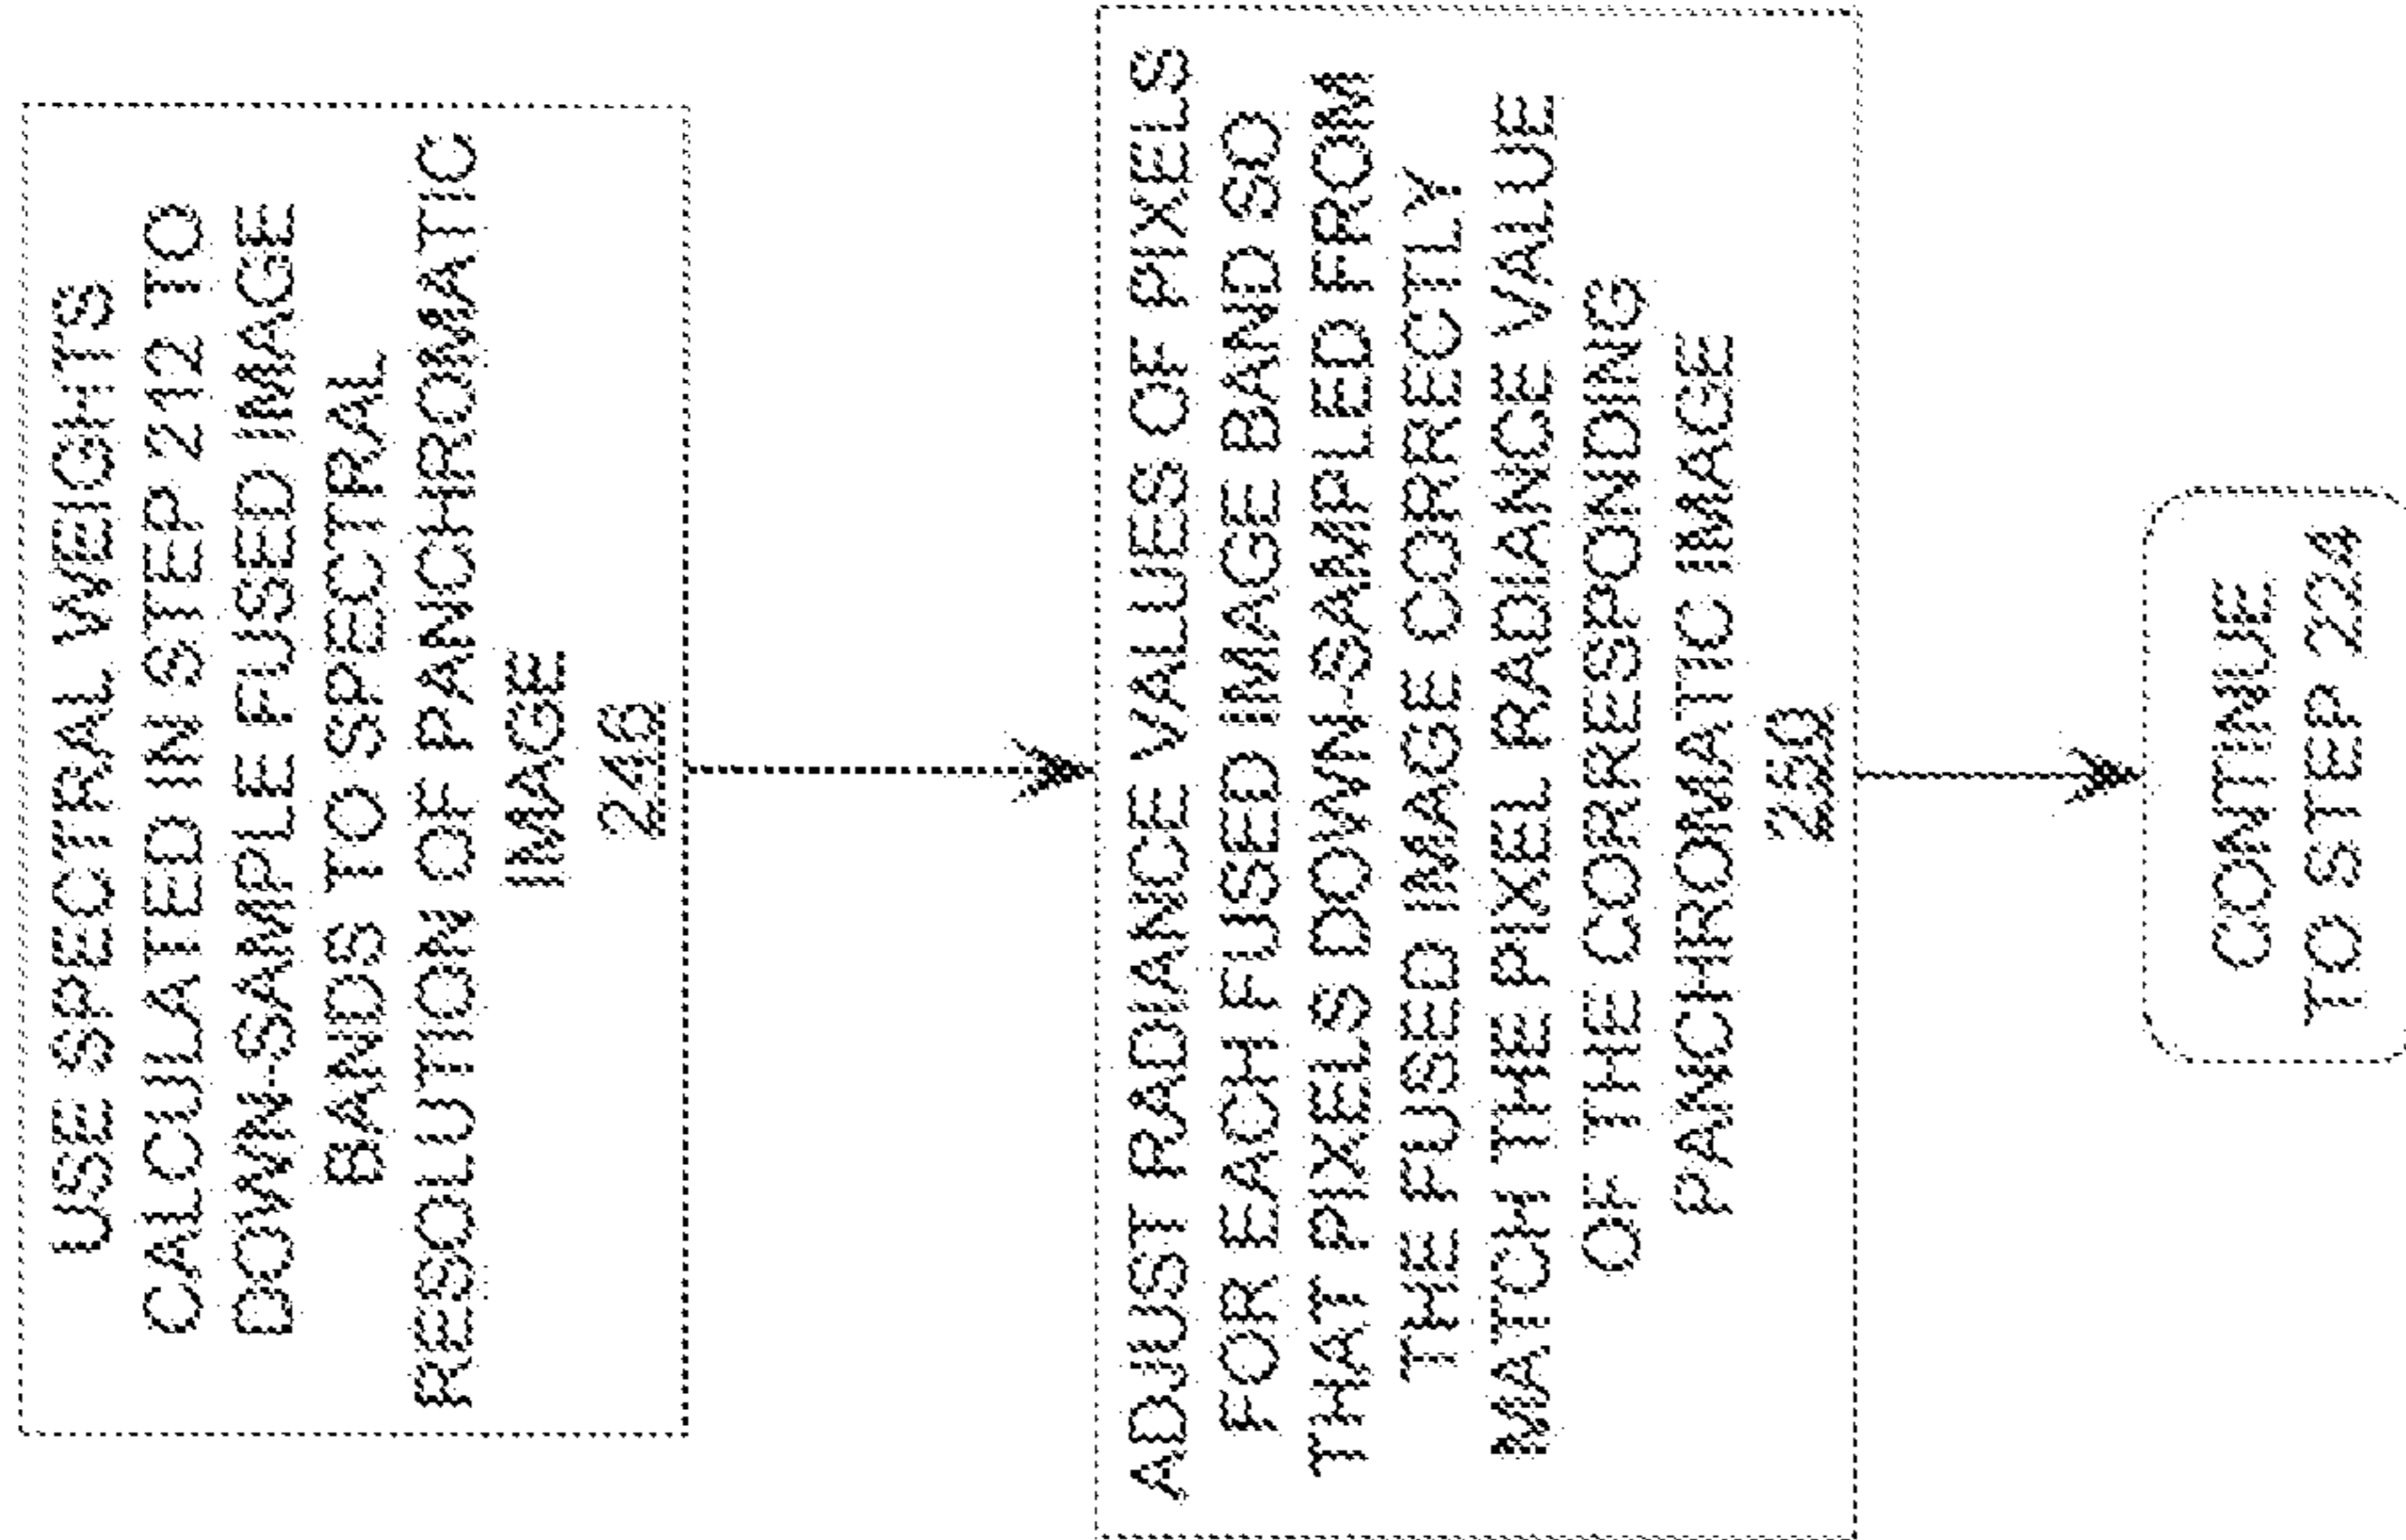 USE SPECTRAL WEIGHTS
CALCULATED IN STEP 212 TO
DOWN-SAMPLE FUSED IMAGE
BANDS TO SPECTRAL
RESOLUTION OF PANCHROMATIC
IMAGE
246
ADJUST RADIANCE VALUES OF PIXELS
FOR EACH FUSED IMAGE BAND SO
THAT PIXELS DOWN-SAMPLED FROM
THE FUSED IMAGE CORRECTLY
MATCH THE PIXEL RADIANCE VALUE
OF THE CORRESPONDING
PANCHROMATIC IMAGE
250
CONTINUE
TO STEP 224